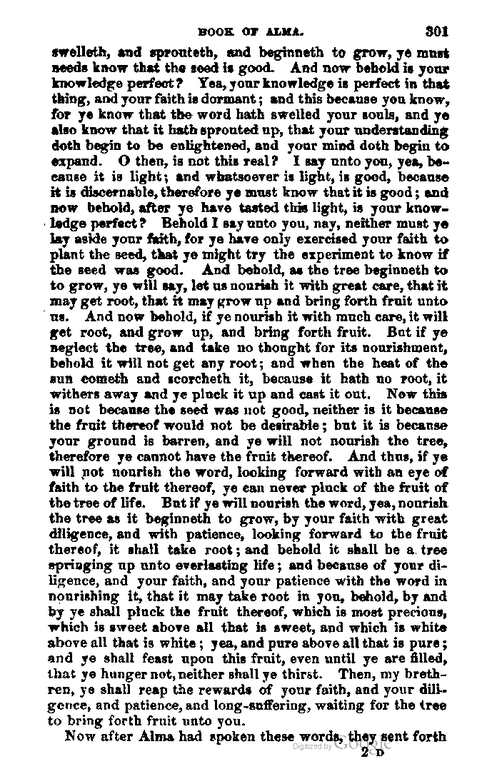 BOOK OF ALMA. 301
swelleth, and sprouteth, and beginneth to grow, ye must
needs know that the seed is good. And now behold is your
knowledge perfect? Yea, your knowledge is perfect in that
thing, and your faith is dormant; and this because you know,
for ye know that the word hath swelled your souls, and ye
also know that it hath sprouted up, that your understanding
doth begin to be enlightened, and your mind doth begin to
expand. O then, is not this real? I say unto you, yea, be-
cause it is light; and whatsoever is light, is good, because
it is discernable, therefore ye must know that it is good; and
now behold, after ye have tasted this light, is your know-
ledge perfect? Behold I say unto you, nay, neither must ye
lay aside your faith, for ye have only exercised your faith to
plant the seed, that ye might try the experiment to know if
the seed was good. And behold, as the tree beginneth to
to grow, ye will say, let us nourish it with great care, that it
may get root, that it may grow up and bring forth fruit unto
us. And now behold, if ye nourish it with much care, it will
get root, and grow up, and bring forth fruit. But if ye
neglect the tree, and take no thought for its nourishment,
behold it will not get any root; and when the heat of the
sun cometh and scorcheth it, because it hath no root, it
withers away and ye pluck it up and cast it out. Now this
is not because the seed was not good, neither is it because
the fruit thereof would not be desirable; but it is because
your ground is barren, and ye will not nourish the tree,
therefore ye cannot have the fruit thereof. And thus, if ye
will not nourish the word, looking forward with an eye of
faith to the fruit thereof, ye can never pluck of the fruit of
the tree of life. But if ye will nourish the word, yea, nourish
the tree as it beginneth to grow, by your faith with great
diligence, and with patience, looking forward to the fruit
thereof, it shall take root; and behold it shall be a tree
springing up unto everlasting life; and because of your di-
ligence, and your faith, and your patience with the word in
nourishing it, that it may take root in you, behold, by and
by ye shall pluck the fruit thereof, which is most precious,
which is sweet above all that is sweet, and which is white
above all that is white; yea, and pure above all that is pure;
and ye shall feast upon this fruit, even until ye are filled,
that ye hunger not, neither shall ye thirst. Then, my breth-
ren, ye shall reap the rewards of your faith, and your dili-
gence, and patience, and long-suffering, waiting for the tree
to bring forth fruit unto you.
Now after Alma had spoken these words, they sent forth
2 D
Digitized by Google